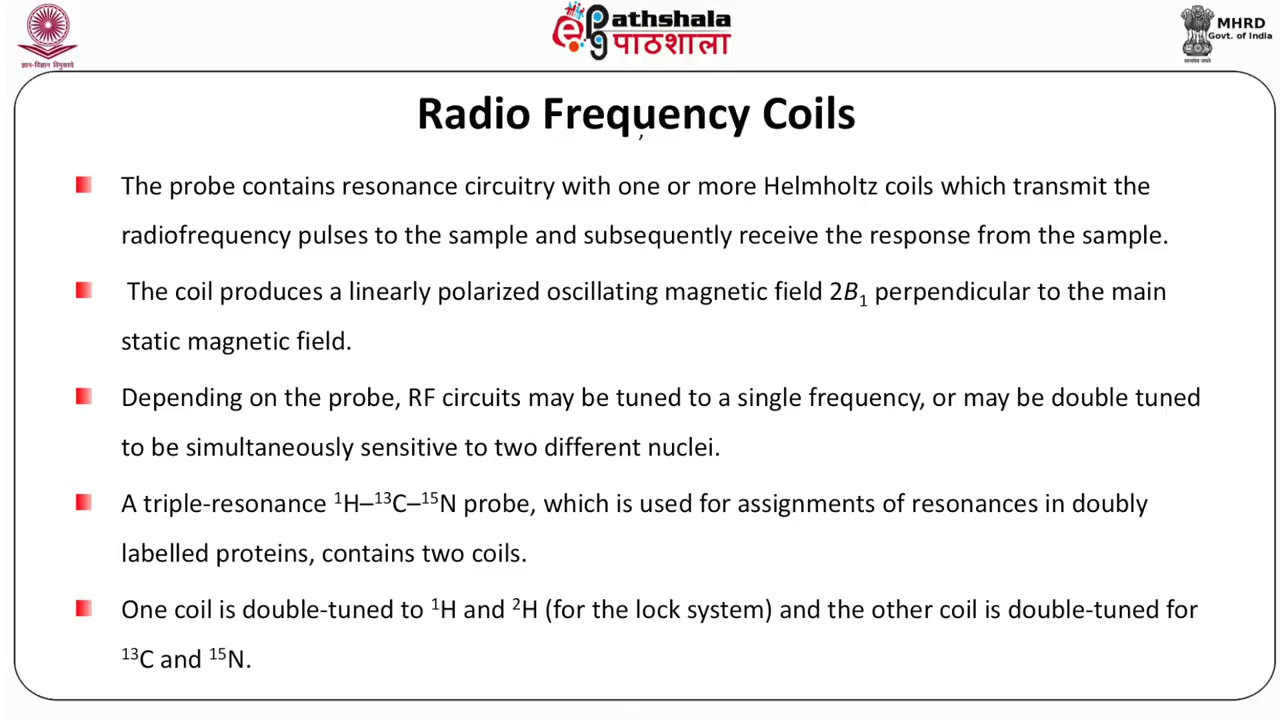 ज्ञान-विज्ञान विमुक्तये
Pathshala
पाठशाला
MHRD
Govt. of India
Radio Frequency Coils
The probe contains resonance circuitry with one or more Helmholtz coils which transmit the
radiofrequency pulses to the sample and subsequently receive the response from the sample.
The coil produces a linearly polarized oscillating magnetic field 2B₁ perpendicular to the main
static magnetic field.
Depending on the probe, RF circuits may be tuned to a single frequency, or may be double tuned
to be simultaneously sensitive to two different nuclei.
A triple-resonance ¹H–¹³C–¹⁵N probe, which is used for assignments of resonances in doubly
labelled proteins, contains two coils.
One coil is double-tuned to ¹H and ²H (for the lock system) and the other coil is double-tuned for
¹³C and ¹⁵N.